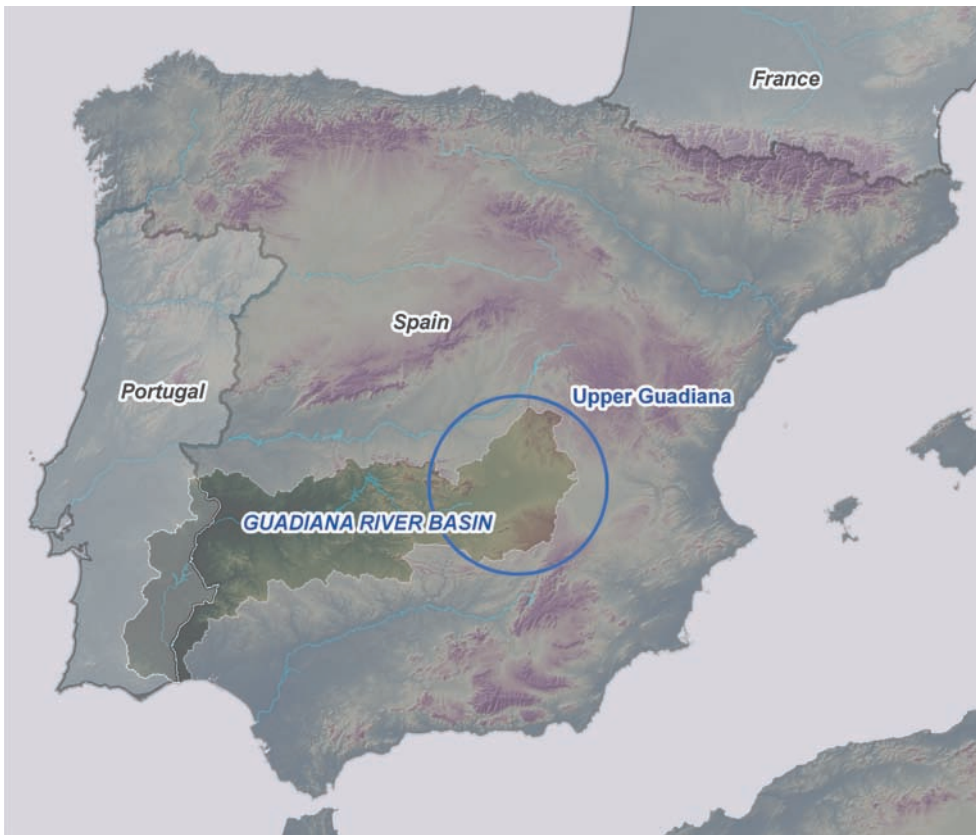 France
Spain
Portugal
Upper Guadiana
GUADIANA RIVER BASIN